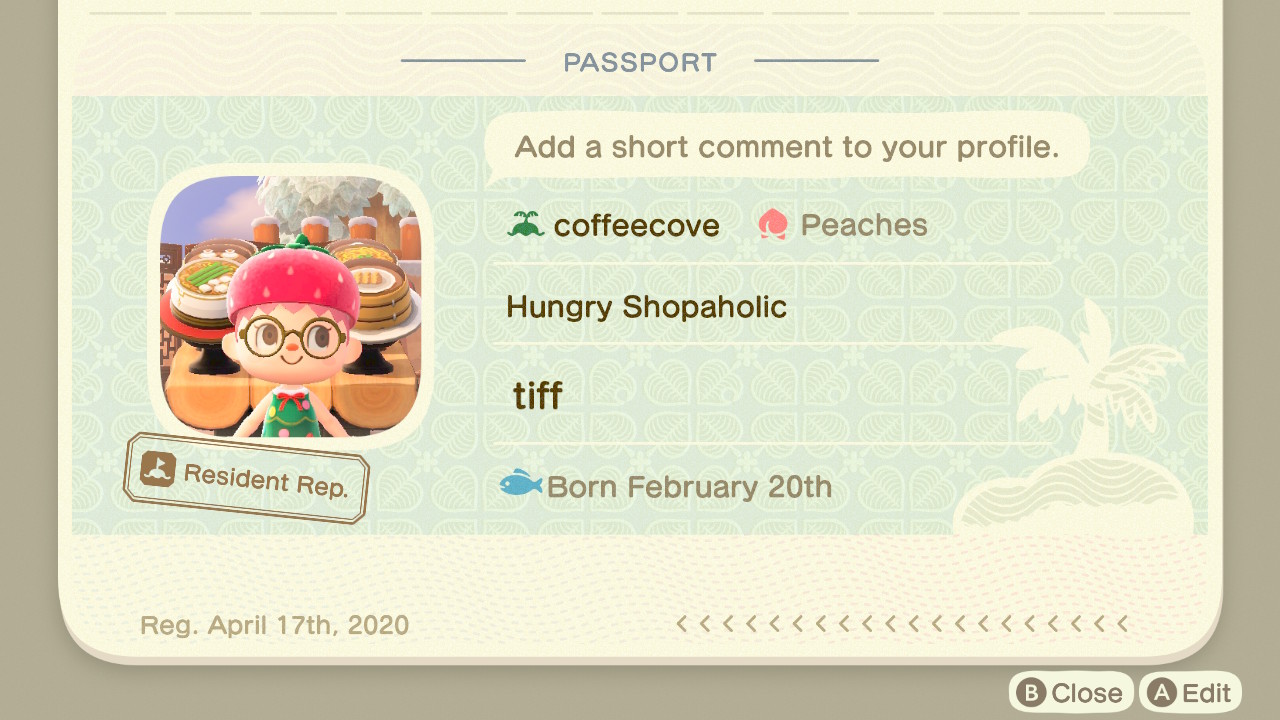 PASSPORT
Add a short comment to your profile.
coffeecove Peaches
Hungry Shopaholic
tiff
Resident Rep.
Born February 20th
Reg. April 17th, 2020 < < < < < < < < < < < < < < < < < < < <
B Close A Edit